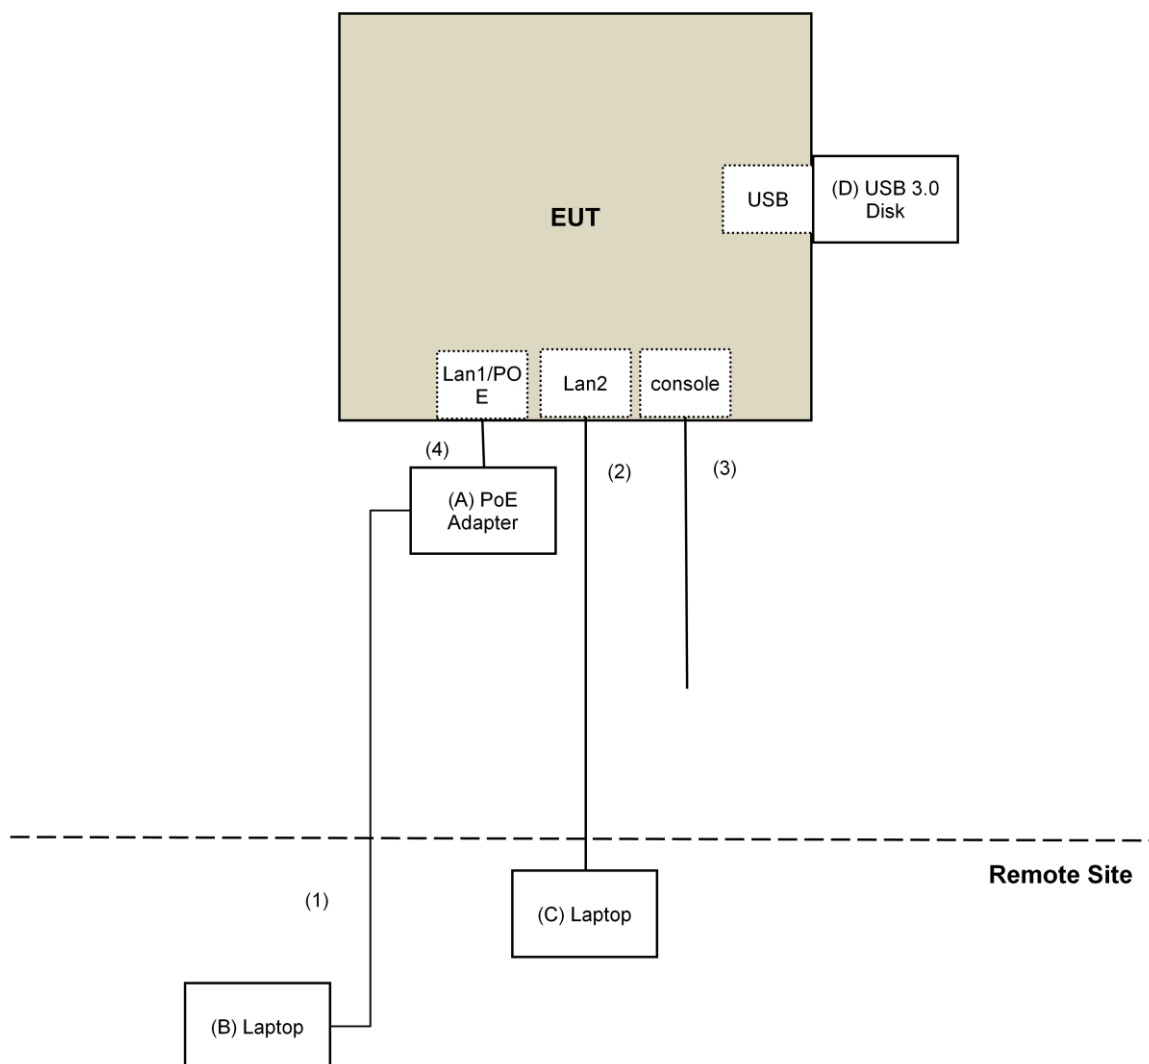 USB
(D) USB 3.0
Disk
EUT
Lan1/PO
E
Lan2
console
(4)
(2)
(3)
(A) PoE
Adapter
Remote Site
(1)
(C) Laptop
(B) Laptop